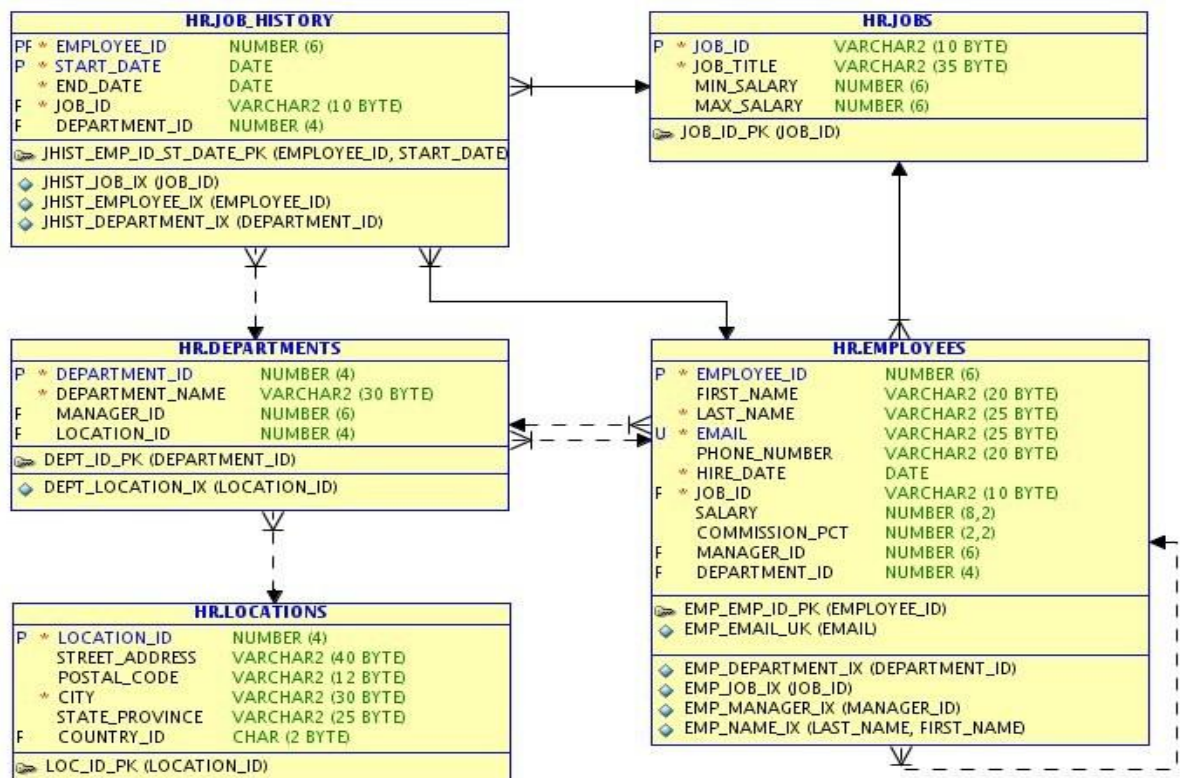 HR.JOB_HISTORY
PF * EMPLOYEE_ID NUMBER (6)
P * START_DATE DATE
* END_DATE DATE
F * JOB_ID VARCHAR2 (10 BYTE)
F DEPARTMENT_ID NUMBER (4)
JHIST_EMP_ID_ST_DATE_PK (EMPLOYEE_ID, START_DATE)
JHIST_JOB_IX (JOB_ID)
JHIST_EMPLOYEE_IX (EMPLOYEE_ID)
JHIST_DEPARTMENT_IX (DEPARTMENT_ID)
HR.JOBS
P * JOB_ID VARCHAR2 (10 BYTE)
* JOB_TITLE VARCHAR2 (35 BYTE)
MIN_SALARY NUMBER (6)
MAX_SALARY NUMBER (6)
JOB_ID_PK (JOB_ID)
HR.DEPARTMENTS
P * DEPARTMENT_ID NUMBER (4)
* DEPARTMENT_NAME VARCHAR2 (30 BYTE)
F MANAGER_ID NUMBER (6)
F LOCATION_ID NUMBER (4)
DEPT_ID_PK (DEPARTMENT_ID)
DEPT_LOCATION_IX (LOCATION_ID)
HR.EMPLOYEES
P * EMPLOYEE_ID NUMBER (6)
FIRST_NAME VARCHAR2 (20 BYTE)
* LAST_NAME VARCHAR2 (25 BYTE)
U * EMAIL VARCHAR2 (25 BYTE)
PHONE_NUMBER VARCHAR2 (20 BYTE)
* HIRE_DATE DATE
F * JOB_ID VARCHAR2 (10 BYTE)
SALARY NUMBER (8,2)
COMMISSION_PCT NUMBER (2,2)
F MANAGER_ID NUMBER (6)
F DEPARTMENT_ID NUMBER (4)
EMP_EMP_ID_PK (EMPLOYEE_ID)
EMP_EMAIL_UK (EMAIL)
EMP_DEPARTMENT_IX (DEPARTMENT_ID)
EMP_JOB_IX (JOB_ID)
EMP_MANAGER_IX (MANAGER_ID)
EMP_NAME_IX (LAST_NAME, FIRST_NAME)
HR.LOCATIONS
P * LOCATION_ID NUMBER (4)
STREET_ADDRESS VARCHAR2 (40 BYTE)
POSTAL_CODE VARCHAR2 (12 BYTE)
* CITY VARCHAR2 (30 BYTE)
STATE_PROVINCE VARCHAR2 (25 BYTE)
F COUNTRY_ID CHAR (2 BYTE)
LOC_ID_PK (LOCATION_ID)